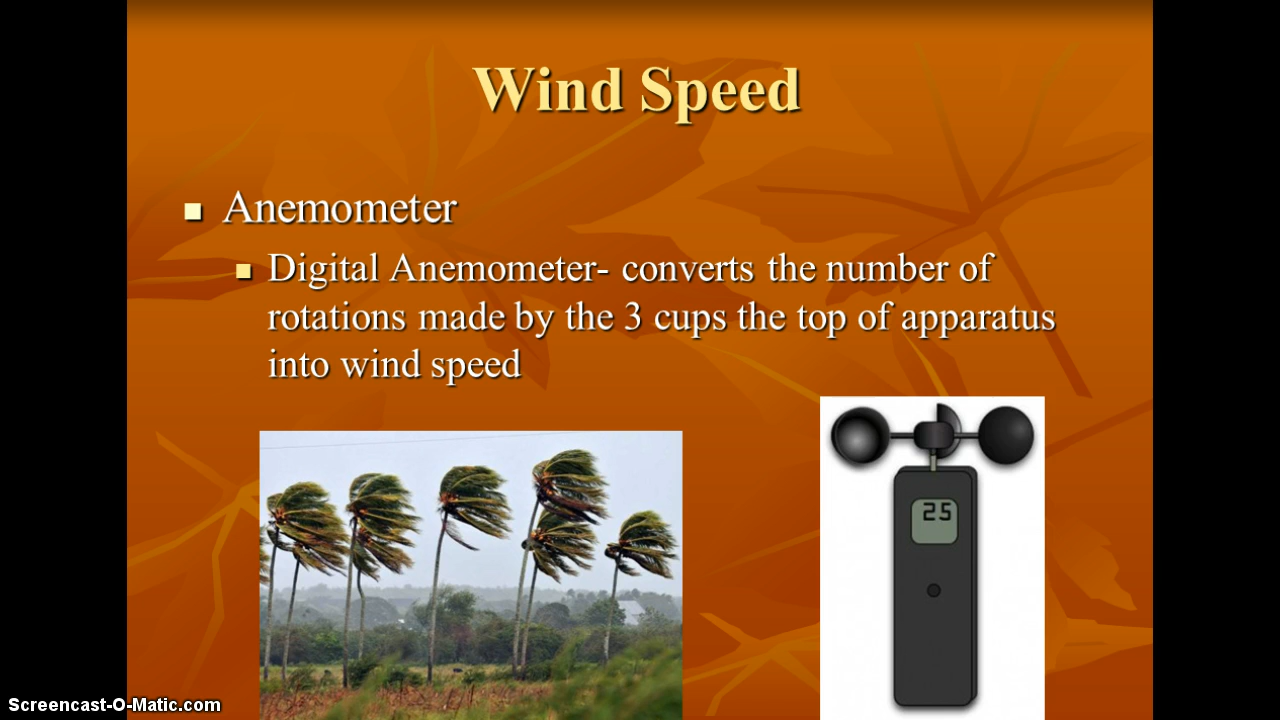 Wind Speed
Anemometer
Digital Anemometer- converts the number of
rotations made by the 3 cups the top of apparatus
into wind speed
25
Screencast-O-Matic.com